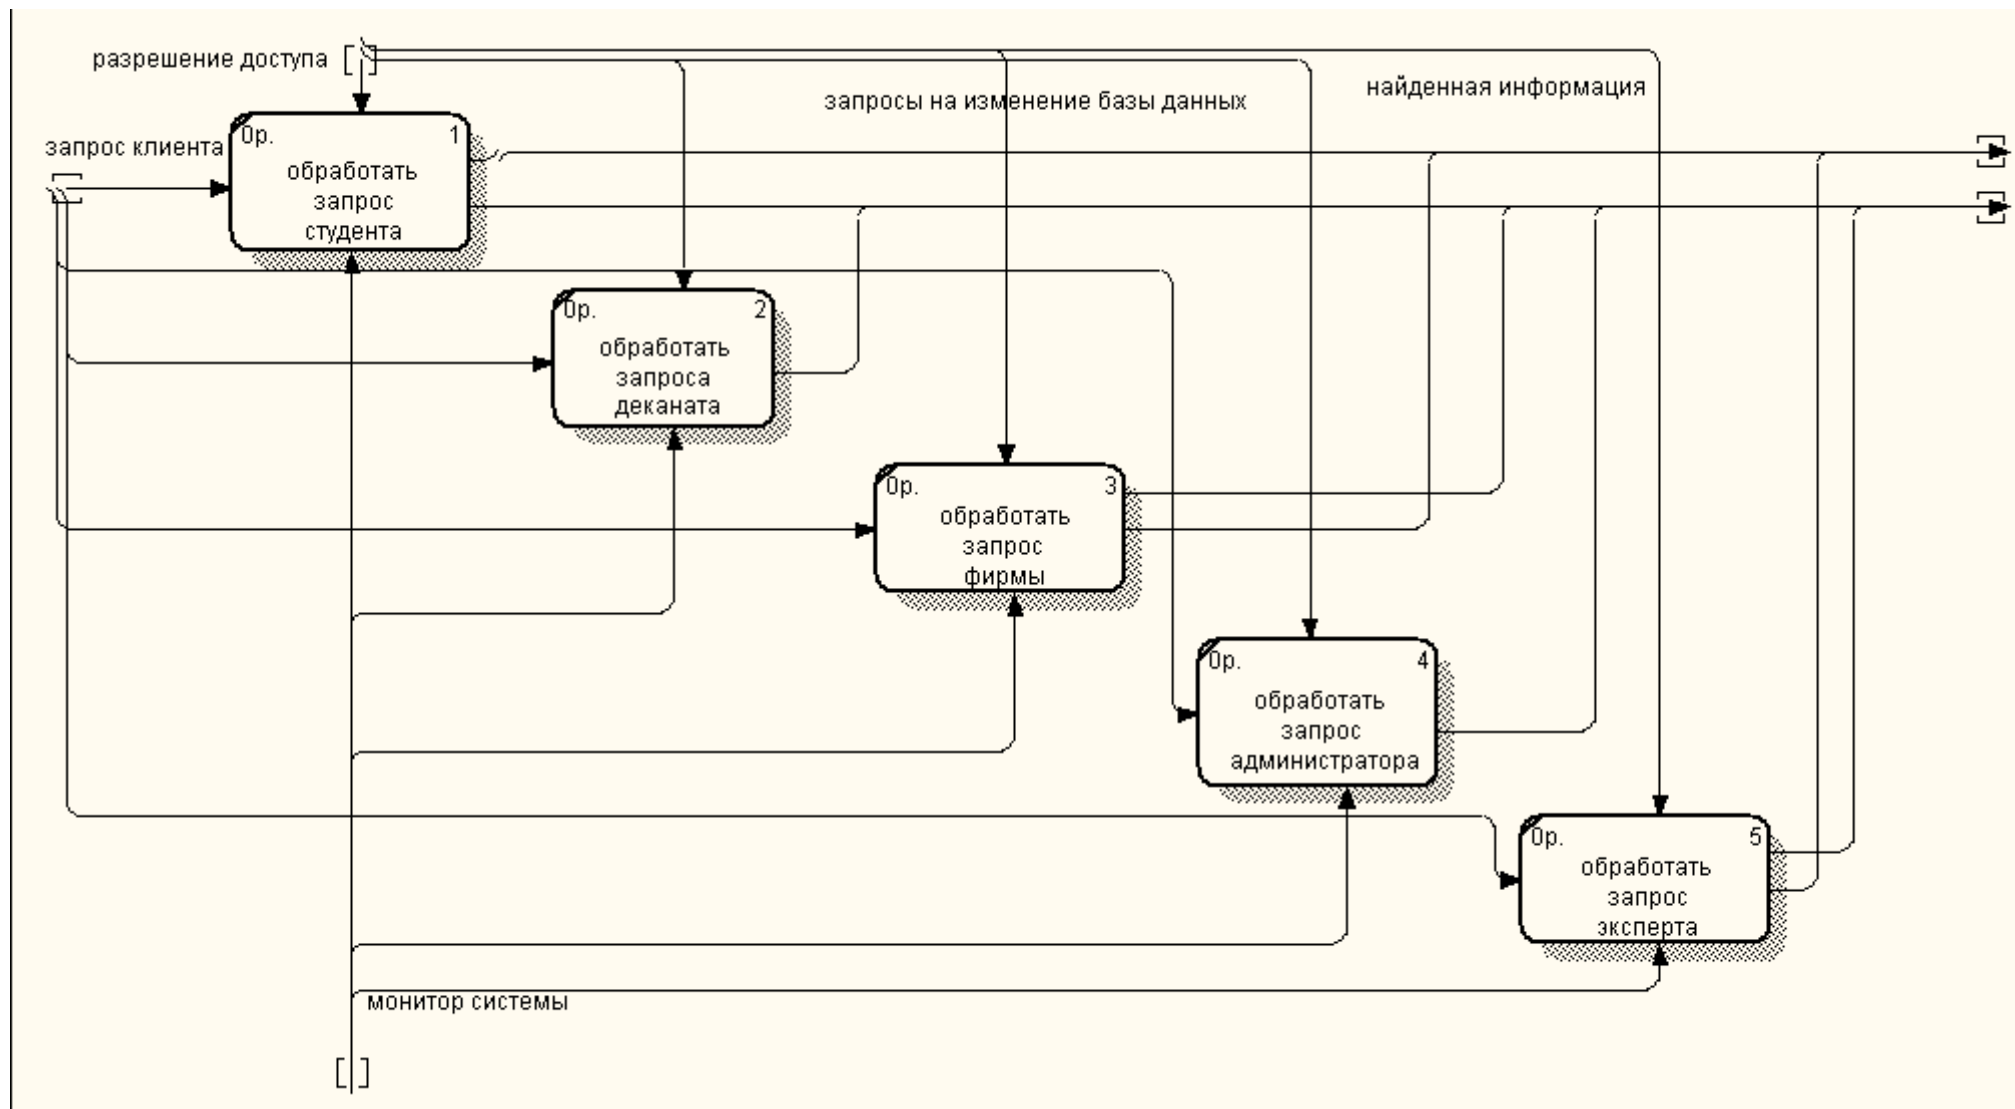 разрешение доступа
найденная информация
запросы на изменение базы данных
запрос клиента
0р. 1
обработать
запрос
студента
0р. 2
обработать
запроса
деканата
0р. 3
обработать
запрос
фирмы
0р. 4
обработать
запрос
администратора
0р. 5
обработать
запрос
эксперта
монитор системы